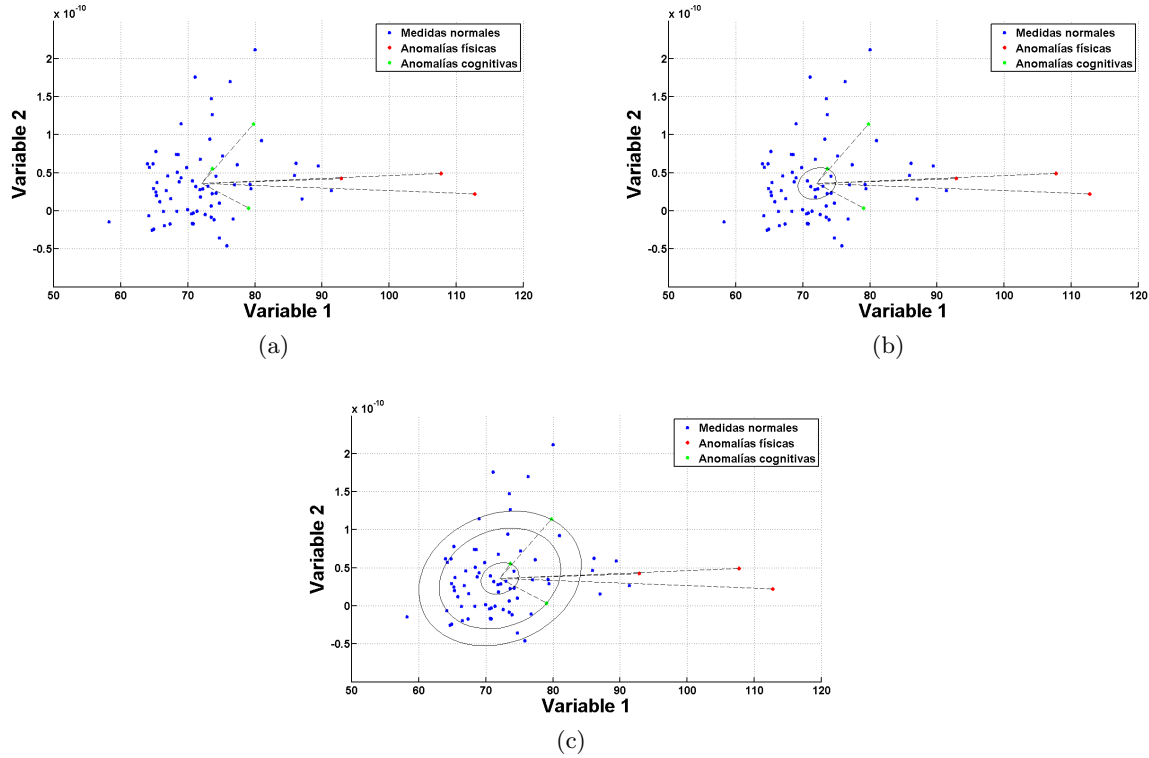 x 10⁻¹⁰
Medidas normales
Anomalías físicas
Anomalías cognitivas
2
1.5
1
0.5
0
-0.5
Variable 2
50 60 70 80 90 100 110 120
Variable 1
(a)
x 10⁻¹⁰
Medidas normales
Anomalías físicas
Anomalías cognitivas
2
1.5
1
0.5
0
-0.5
Variable 2
50 60 70 80 90 100 110 120
Variable 1
(b)
x 10⁻¹⁰
Medidas normales
Anomalías físicas
Anomalías cognitivas
2
1.5
1
0.5
0
-0.5
Variable 2
50 60 70 80 90 100 110 120
Variable 1
(c)